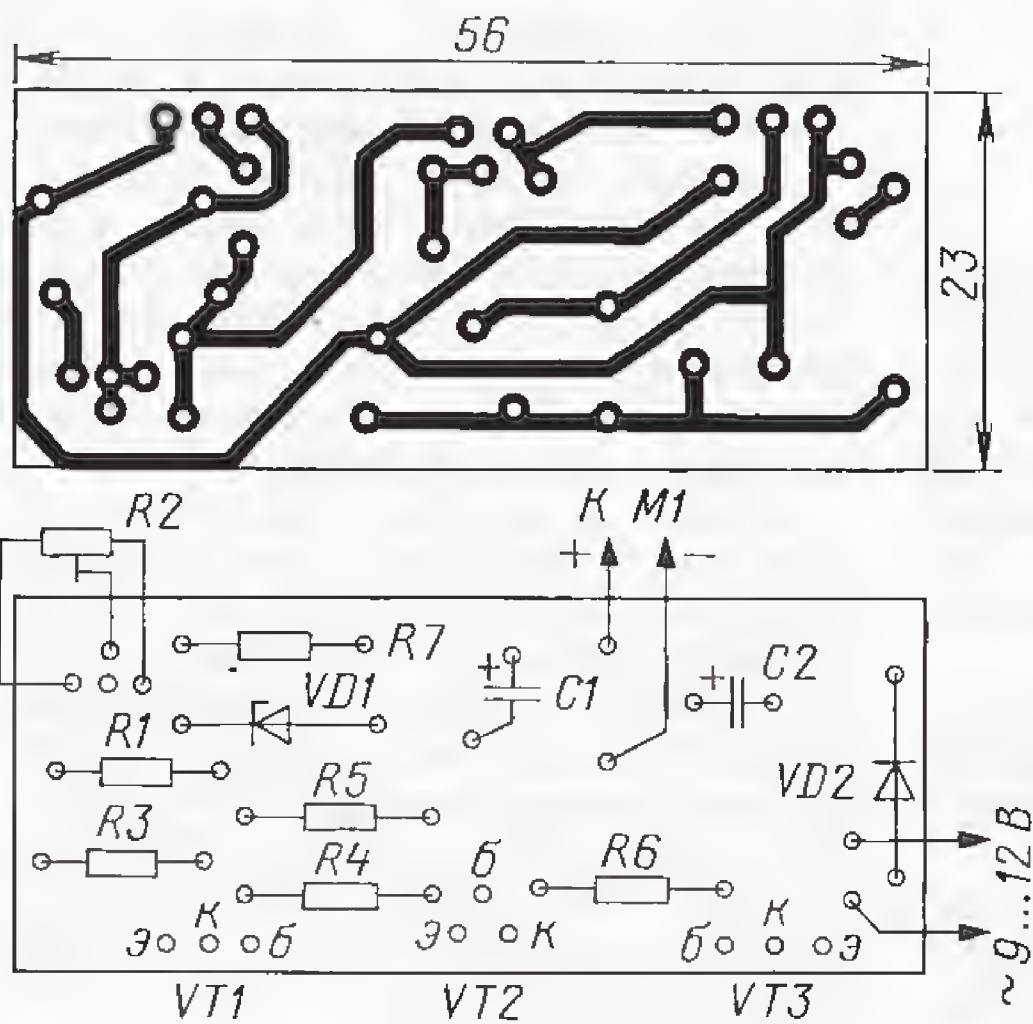 56
23
R2
К М1
+ −
R7
+ C1
+ C2
VD1
R1
VD2
R5
R3
R4
б
R6
к
к
Э б
Э К
б Э
VT1
VT2
VT3
~ 9...12 В